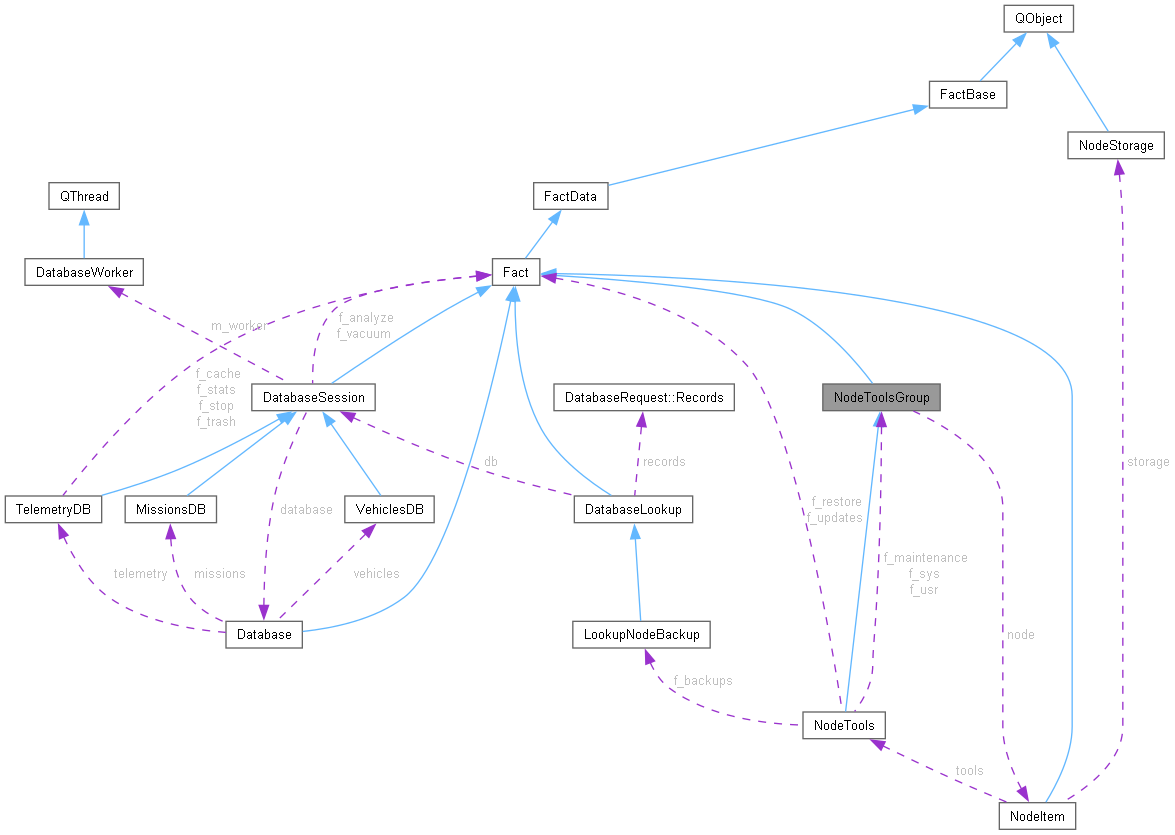 QObject
FactBase
NodeStorage
QThread
FactData
DatabaseWorker
Fact
m_worker
f_analyze
f_vacuum
f_cache
f_stats
f_stop
f_trash
DatabaseSession
DatabaseRequest::Records
NodeToolsGroup
db
records
storage
TelemetryDB
MissionsDB
database
VehiclesDB
DatabaseLookup
f_restore
f_updates
telemetry
missions
vehicles
f_maintenance
f_sys
f_usr
Database
LookupNodeBackup
node
f_backups
NodeTools
tools
NodeItem